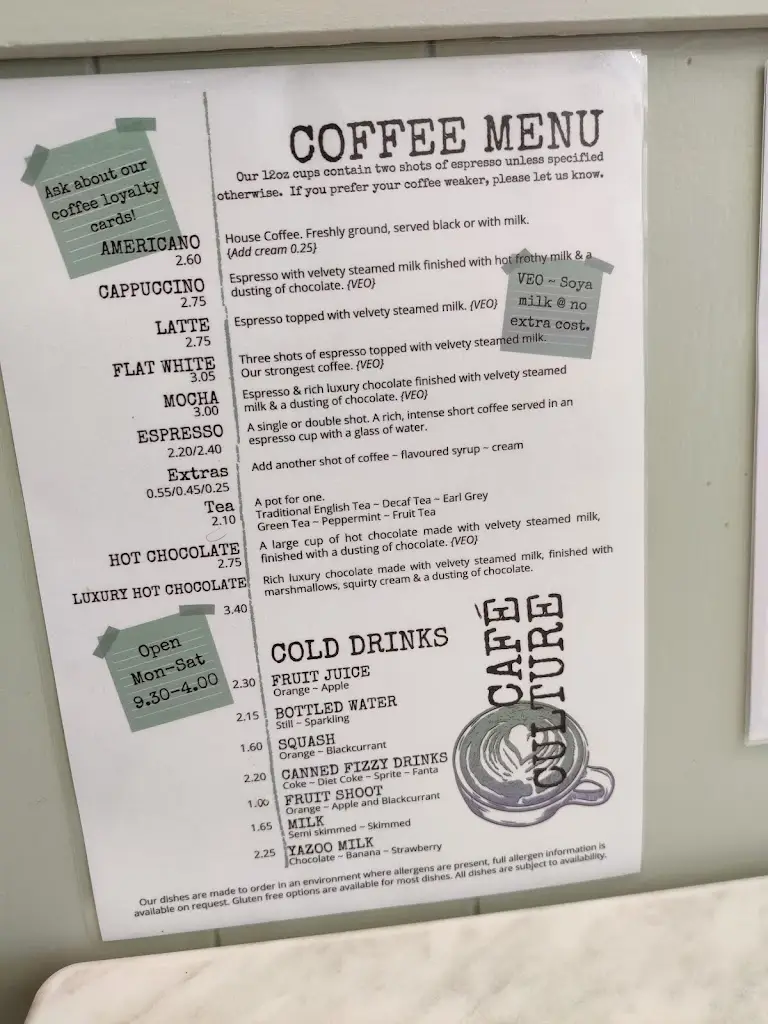 COFFEE MENU
Our 12oz cups contain two shots of espresso unless specified
otherwise. If you prefer your coffee weaker, please let us know.
Ask about our
coffee loyalty
cards!
AMERICANO
2.60
House Coffee. Freshly ground, served black or with milk.
{Add cream 0.25}
CAPPUCCINO
2.75
Espresso with velvety steamed milk finished with hot frothy milk & a
dusting of chocolate. {VEO}
VEO ~ Soya
milk @ no
extra cost.
LATTE
2.75
Espresso topped with velvety steamed milk. {VEO}
FLAT WHITE
3.05
Three shots of espresso topped with velvety steamed milk.
Our strongest coffee. {VEO}
MOCHA
3.00
Espresso & rich luxury chocolate finished with velvety steamed
milk & a dusting of chocolate. {VEO}
ESPRESSO
2.20/2.40
A single or double shot. A rich, intense short coffee served in an
espresso cup with a glass of water.
Extras
0.55/0.45/0.25
Add another shot of coffee ~ flavoured syrup ~ cream
Tea
2.10
A pot for one.
Traditional English Tea ~ Decaf Tea ~ Earl Grey
Green Tea ~ Peppermint ~ Fruit Tea
HOT CHOCOLATE
2.75
A large cup of hot chocolate made with velvety steamed milk,
finished with a dusting of chocolate. {VEO}
LUXURY HOT CHOCOLATE
3.40
Rich luxury chocolate made with velvety steamed milk, finished with
marshmallows, squirty cream & a dusting of chocolate.
Open
Mon-Sat
9.30-4.00
COLD DRINKS
2.30 FRUIT JUICE
Orange ~ Apple
2.15 BOTTLED WATER
Still ~ Sparkling
1.60 SQUASH
Orange ~ Blackcurrant
2.20 CANNED FIZZY DRINKS
Coke ~ Diet Coke ~ Sprite ~ Fanta
1.00 FRUIT SHOOT
Orange ~ Apple and Blackcurrant
1.65 MILK
Semi skimmed ~ Skimmed
2.25 YAZOO MILK
Chocolate ~ Banana ~ Strawberry
CAFE
CULTURE
Our dishes are made to order in an environment where allergens are present, full allergen information is
available on request. Gluten free options are available for most dishes. All dishes are subject to availability.